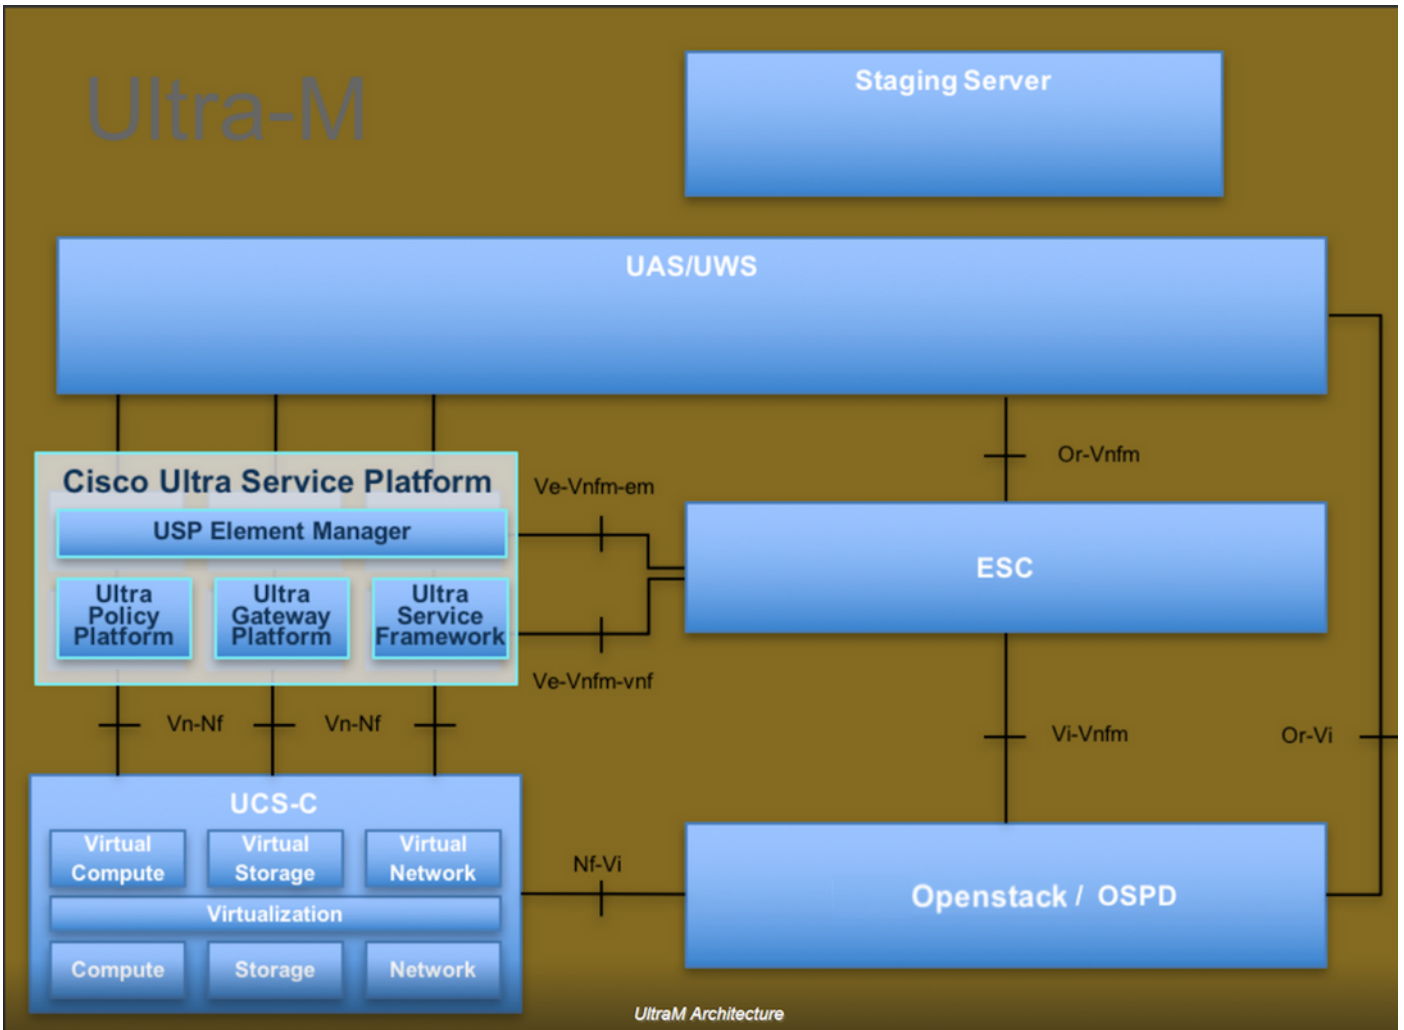 Ultra-M
Staging Server
UAS/UWS
Or-Vnfm
Cisco Ultra Service Platform
Ve-Vnfm-em
USP Element Manager
ESC
Ultra
Policy
Platform
Ultra
Gateway
Platform
Ultra
Service
Framework
Ve-Vnfm-vnf
Vn-Nf
Vn-Nf
Vi-Vnfm
Or-Vi
UCS-C
Virtual
Compute
Virtual
Storage
Virtual
Network
Nf-Vi
Openstack / OSPD
Virtualization
Compute
Storage
Network
UltraM Architecture